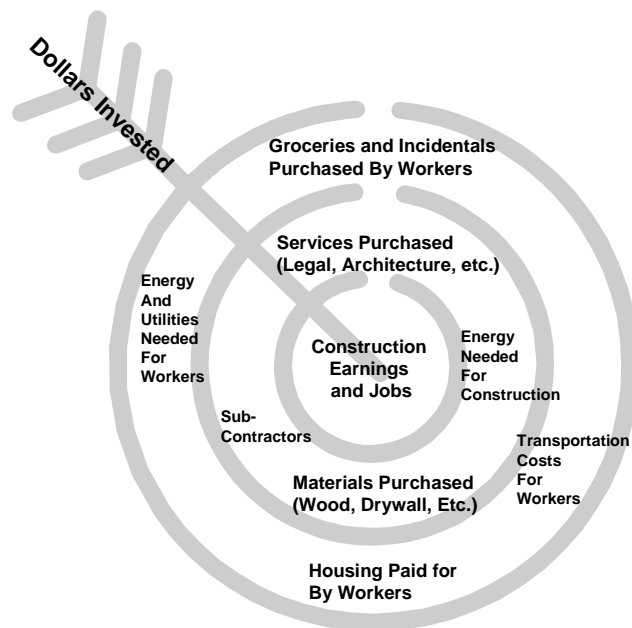 Dollars Invested
Groceries and Incidentals
Purchased By Workers
Services Purchased
(Legal, Architecture, etc.)
Energy
And
Utilities
Needed
For
Workers
Construction
Earnings
and Jobs
Energy
Needed
For
Construction
Sub-
Contractors
Transportation
Costs
For
Workers
Materials Purchased
(Wood, Drywall, Etc.)
Housing Paid for
By Workers